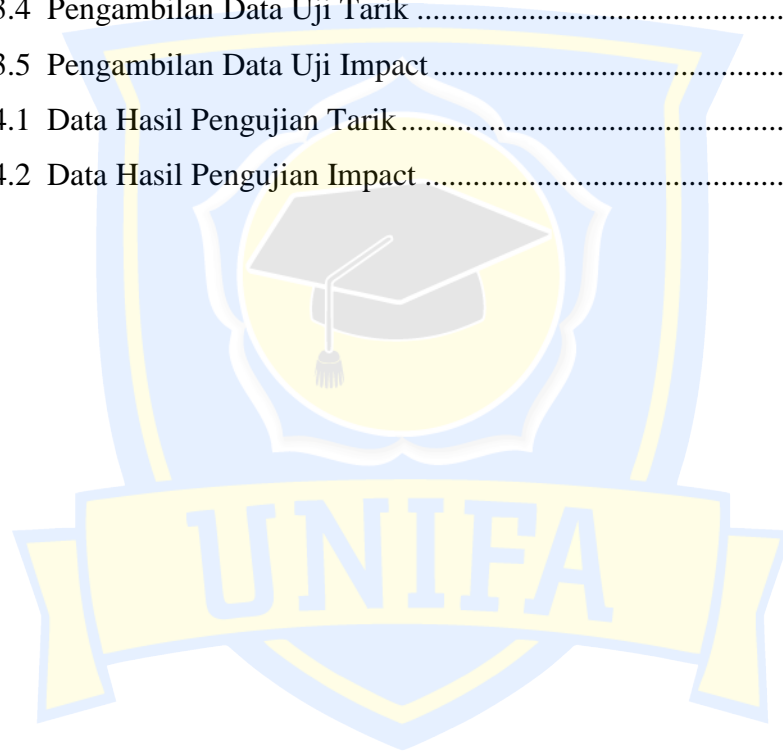 3.4 Pengambilan Data Uji Tarik ..............................................
3.5 Pengambilan Data Uji Impact ............................................
4.1 Data Hasil Pengujian Tarik ................................................
4.2 Data Hasil Pengujian Impact .............................................
UNIFA